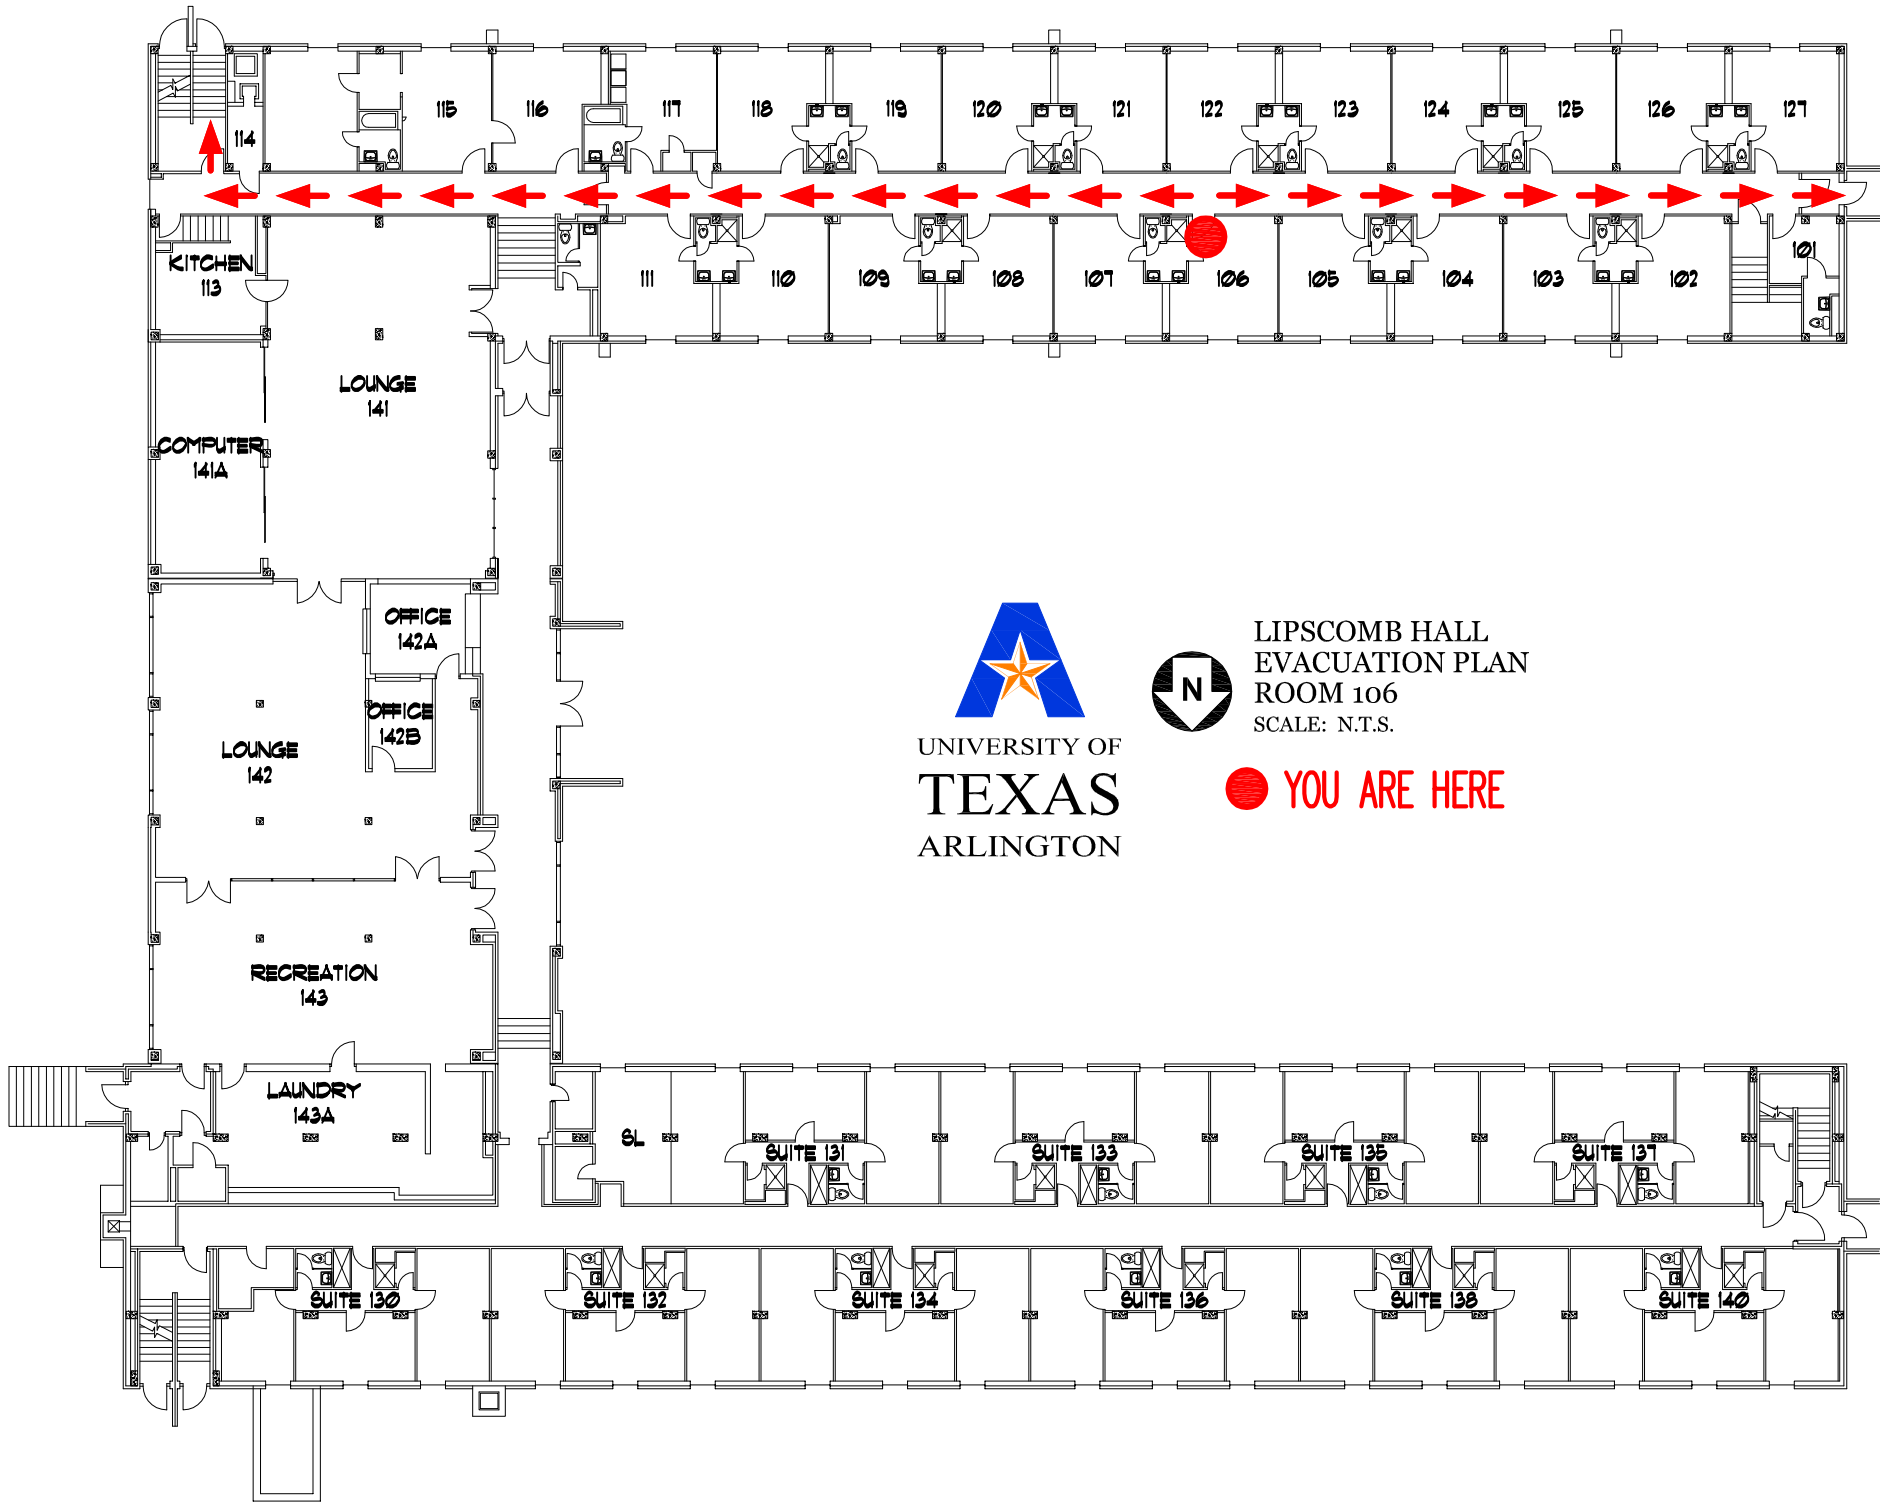 115
116
117
118
119
120
121
122
123
124
125
126
127
114
KITCHEN
113
111
110
109
108
107
106
105
104
103
102
101
LOUNGE
141
COMPUTER
141A
OFFICE
142A
OFFICE
142B
LOUNGE
142
UNIVERSITY OF
TEXAS
ARLINGTON
N
LIPSCOMB HALL
EVACUATION PLAN
ROOM 106
SCALE: N.T.S.
YOU ARE HERE
RECREATION
143
LAUNDRY
143A
SL
SUITE 131
SUITE 133
SUITE 135
SUITE 137
SUITE 130
SUITE 132
SUITE 134
SUITE 136
SUITE 138
SUITE 140